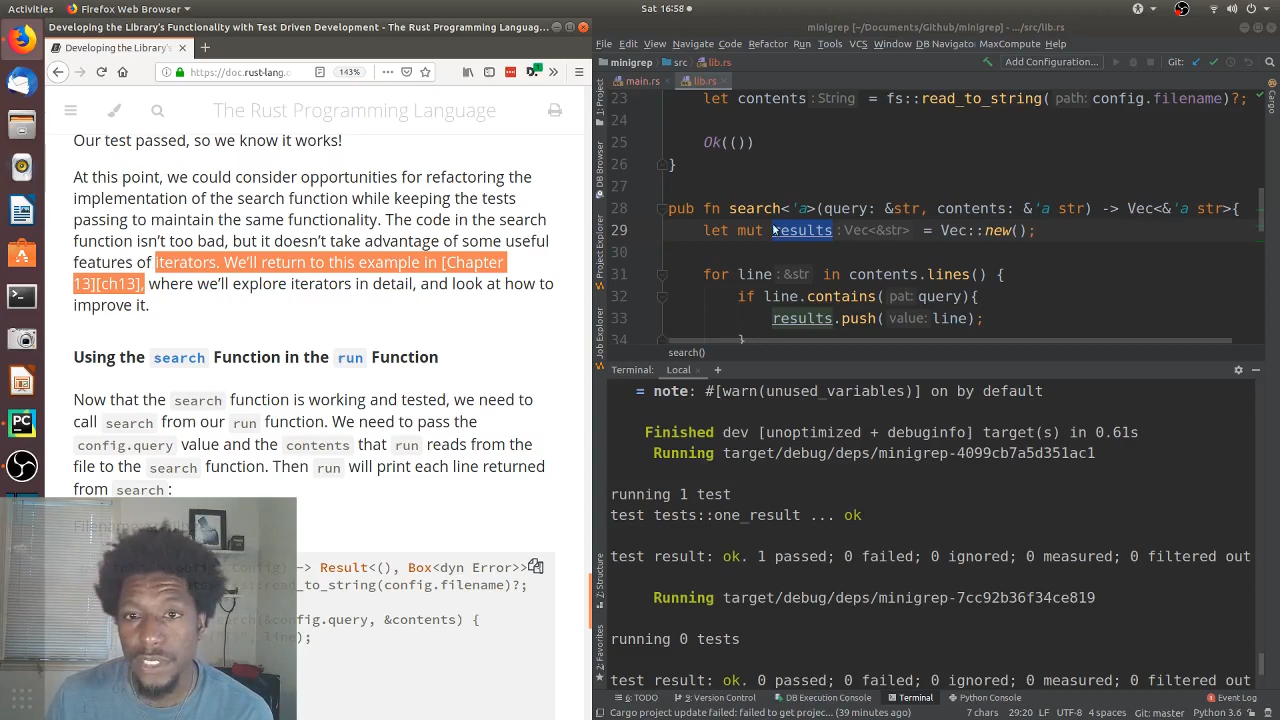 Activities
Firefox Web Browser
Sat 16:58
minigrep [~/Documents/Github/minigrep] - .../src/lib.rs
Developing the Library's Functionality with Test Driven Development - The Rust Programming Languag...
Developing the Library's
https://doc.rust-lang.
143%
The Rust Programming Language
Our test passed, so we know it works!
At this point, we could consider opportunities for refactoring the
implementation of the search function while keeping the tests
passing to maintain the same functionality. The code in the search
function isn't too bad, but it doesn't take advantage of some useful
features of iterators. We'll return to this example in [Chapter
13][ch13], where we'll explore iterators in detail, and look at how to
improve it.
Using the search Function in the run Function
Now that the search function is working and tested, we need to
call search from our run function. We need to pass the
config.query value and the contents that run reads from the
file to the search function. Then run will print each line returned
from search :
-> Result<(), Box<dyn Error>>
_to_string(config.filename)?;
(&config.query, &contents) {
line);
File Edit View Navigate Code Refactor Run Tools VCS Window DB Navigator MaxCompute Help
minigrep src lib.rs
Add Configuration...
Git:
main.rs lib.rs
23 let contents : String = fs::read_to_string( path: config.filename)?;
25 Ok(())
26 }
27
28 pub fn search<'a>(query: &str, contents: &'a str) -> Vec<&'a str>{
29 let mut results : Vec<&str> = Vec::new();
31 for line : &str in contents.lines() {
32 if line.contains( pat: query){
33 results.push( value: line);
34 }
search()
1: Project
DB Browser
Project Explorer
Job Explorer
7: Structure
2: Favorites
Cargo
Terminal: Local
= note: #[warn(unused_variables)] on by default
Finished dev [unoptimized + debuginfo] target(s) in 0.61s
Running target/debug/deps/minigrep-4099cb7a5d351ac1
running 1 test
test tests::one_result ... ok
test result: ok. 1 passed; 0 failed; 0 ignored; 0 measured; 0 filtered out
Running target/debug/deps/minigrep-7cc92b36f34ce819
running 0 tests
test result: ok. 0 passed; 0 failed; 0 ignored; 0 measured; 0 filtered out
6: TODO 9: Version Control DB Execution Console Terminal Python Console Event Log
Cargo project update failed: failed to get projec... (39 minutes ago)
7 chars 29:20 LF UTF-8 4 spaces Git: master Python 3.6